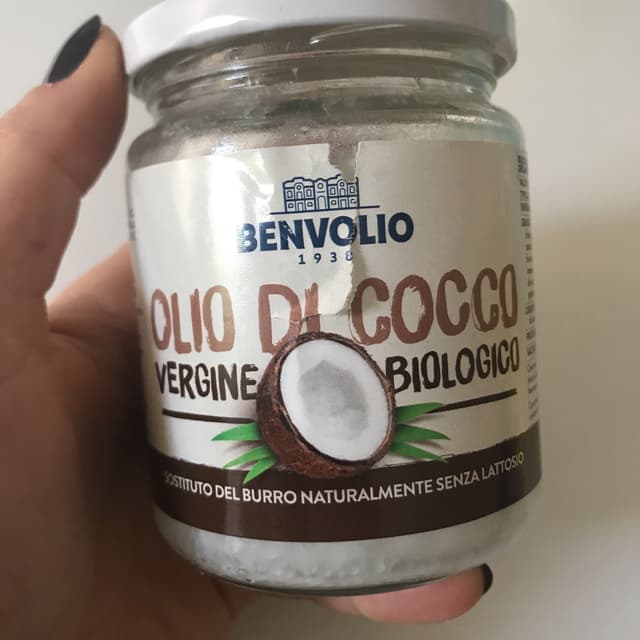 BENVOLIO
1938
OLIO DI COCCO
VERGINE BIOLOGICO
SOSTITUTO DEL BURRO NATURALMENTE SENZA LATTOSIO